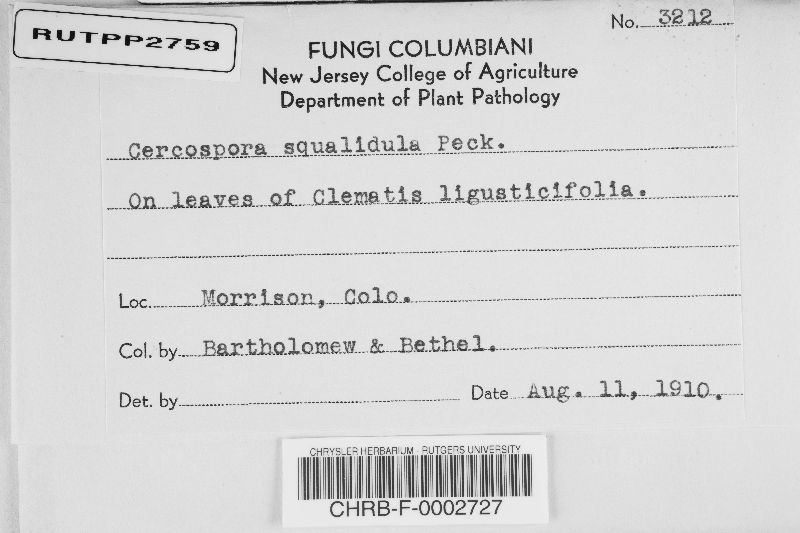 No. 3212
RUTPP2759
FUNGI COLUMBIANI
New Jersey College of Agriculture
Department of Plant Pathology
Cercospora squalidula Peck.
On leaves of Clematis ligusticifolia.
Loc. Morrison, Colo.
Col. by Bartholomew & Bethel.
Det. by
Date Aug. 11, 1910.
CHRYSLER HERBARIUM - RUTGERS UNIVERSITY
CHRB-F-0002727